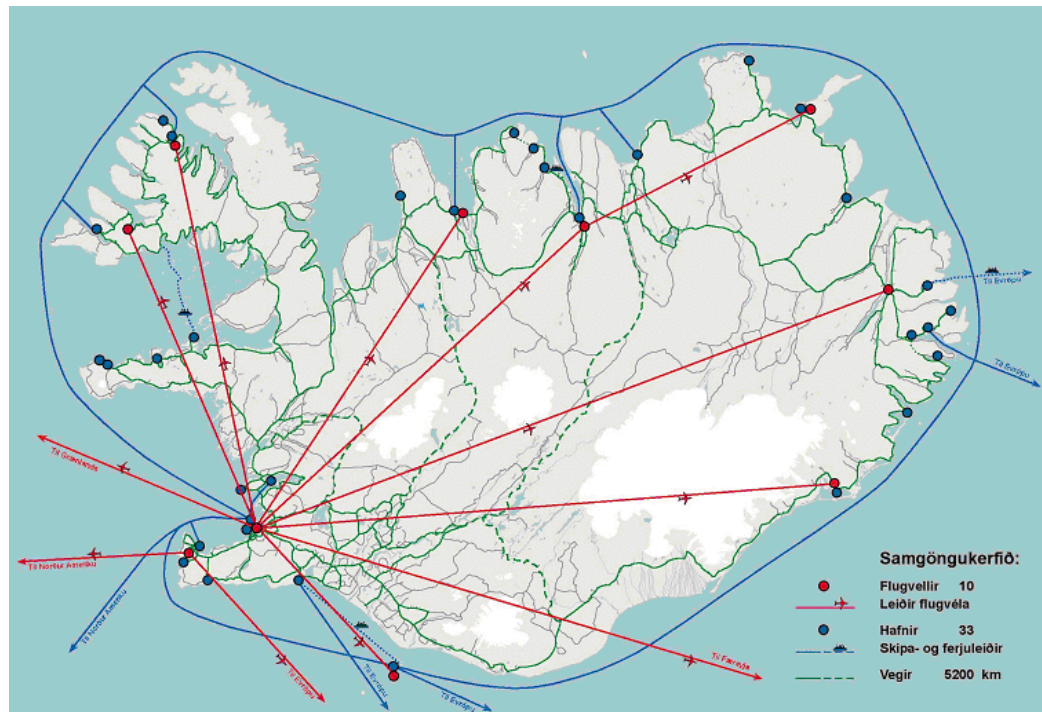 Til Evrópu
Til Evrópu
Til Grænlands
Til Norður Ameríku
Til Norður Ameríku
Til Evrópu
Til Evrópu
Til Evrópu
Til Færeyja
Samgöngukerfið:
Flugvellir 10
Leiðir flugvéla
Hafnir 33
Skipa- og ferjuleiðir
Vegir 5200 km